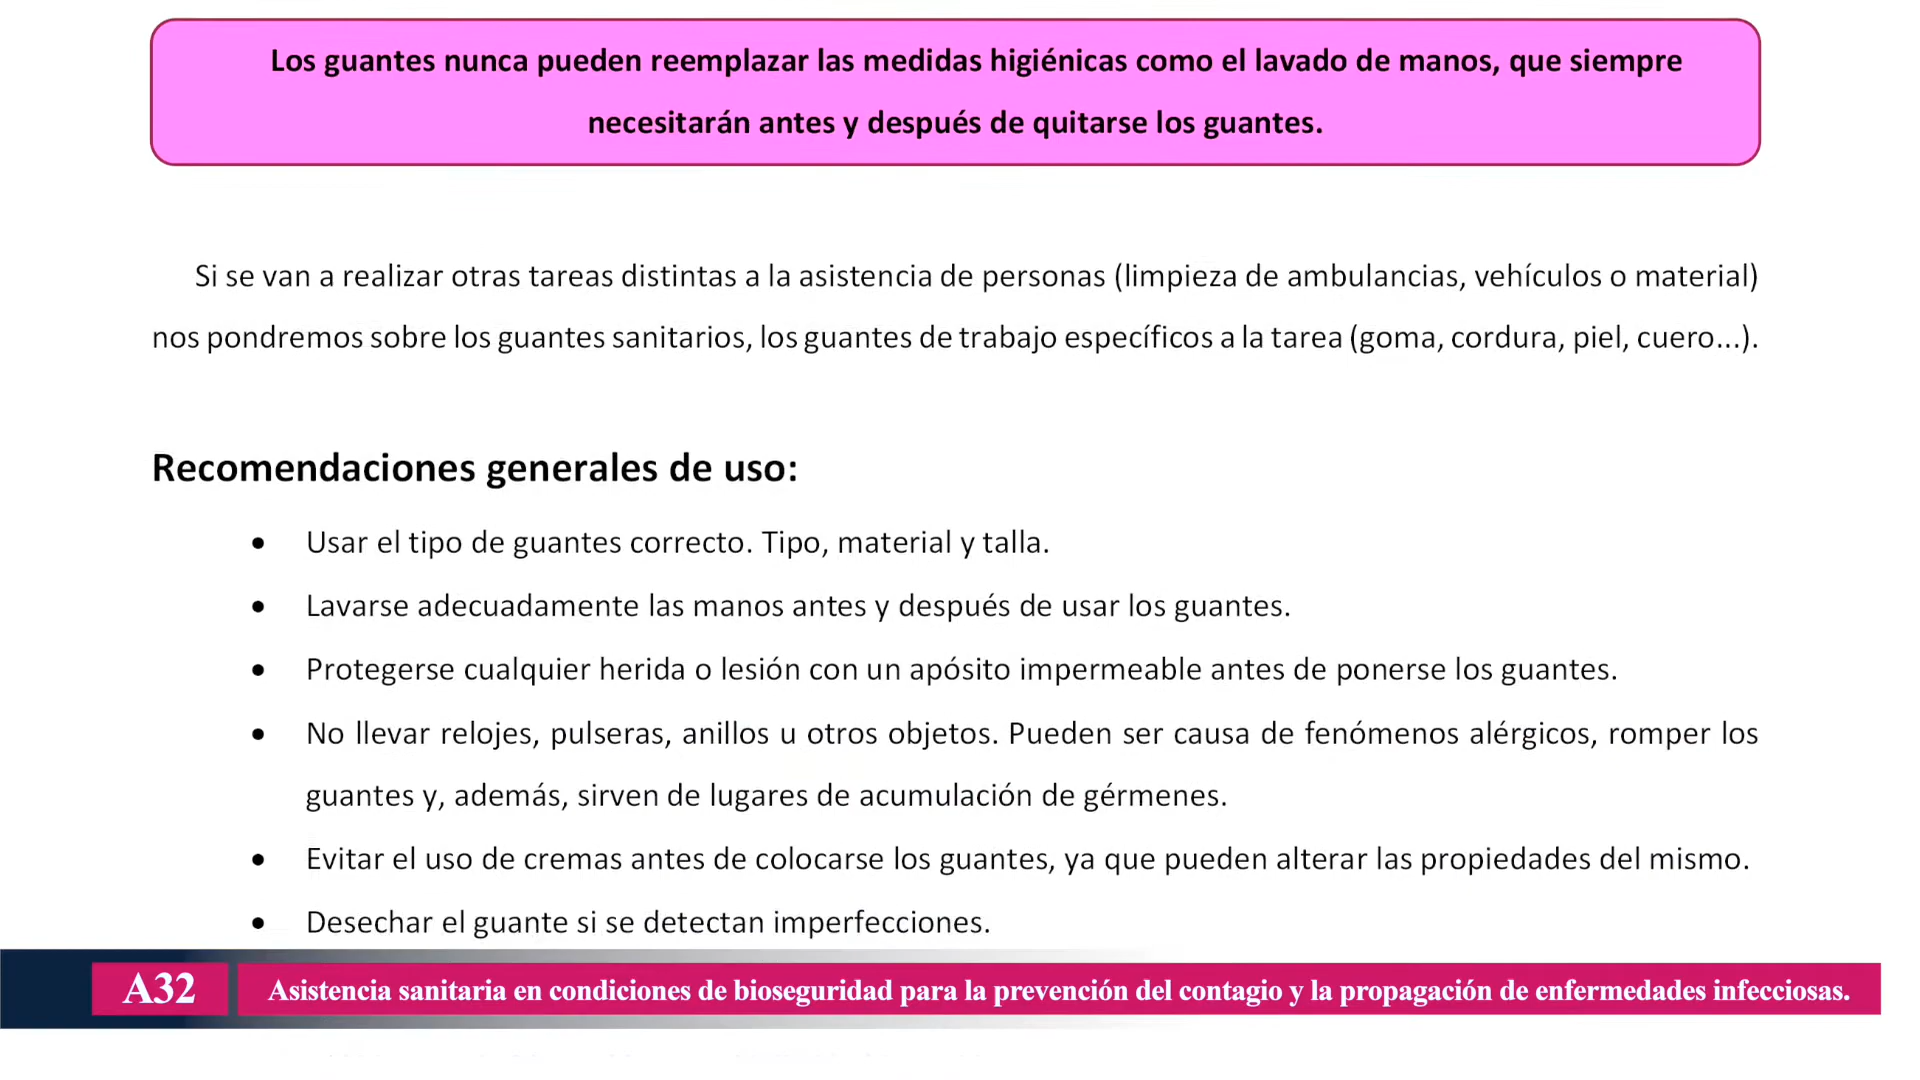 Los guantes nunca pueden reemplazar las medidas higiénicas como el lavado de manos, que siempre
necesitarán antes y después de quitarse los guantes.
Si se van a realizar otras tareas distintas a la asistencia de personas (limpieza de ambulancias, vehículos o material)
nos pondremos sobre los guantes sanitarios, los guantes de trabajo específicos a la tarea (goma, cordura, piel, cuero...).
Recomendaciones generales de uso:
• Usar el tipo de guantes correcto. Tipo, material y talla.
• Lavarse adecuadamente las manos antes y después de usar los guantes.
• Protegerse cualquier herida o lesión con un apósito impermeable antes de ponerse los guantes.
• No llevar relojes, pulseras, anillos u otros objetos. Pueden ser causa de fenómenos alérgicos, romper los
guantes y, además, sirven de lugares de acumulación de gérmenes.
• Evitar el uso de cremas antes de colocarse los guantes, ya que pueden alterar las propiedades del mismo.
• Desechar el guante si se detectan imperfecciones.
A32 Asistencia sanitaria en condiciones de bioseguridad para la prevención del contagio y la propagación de enfermedades infecciosas.